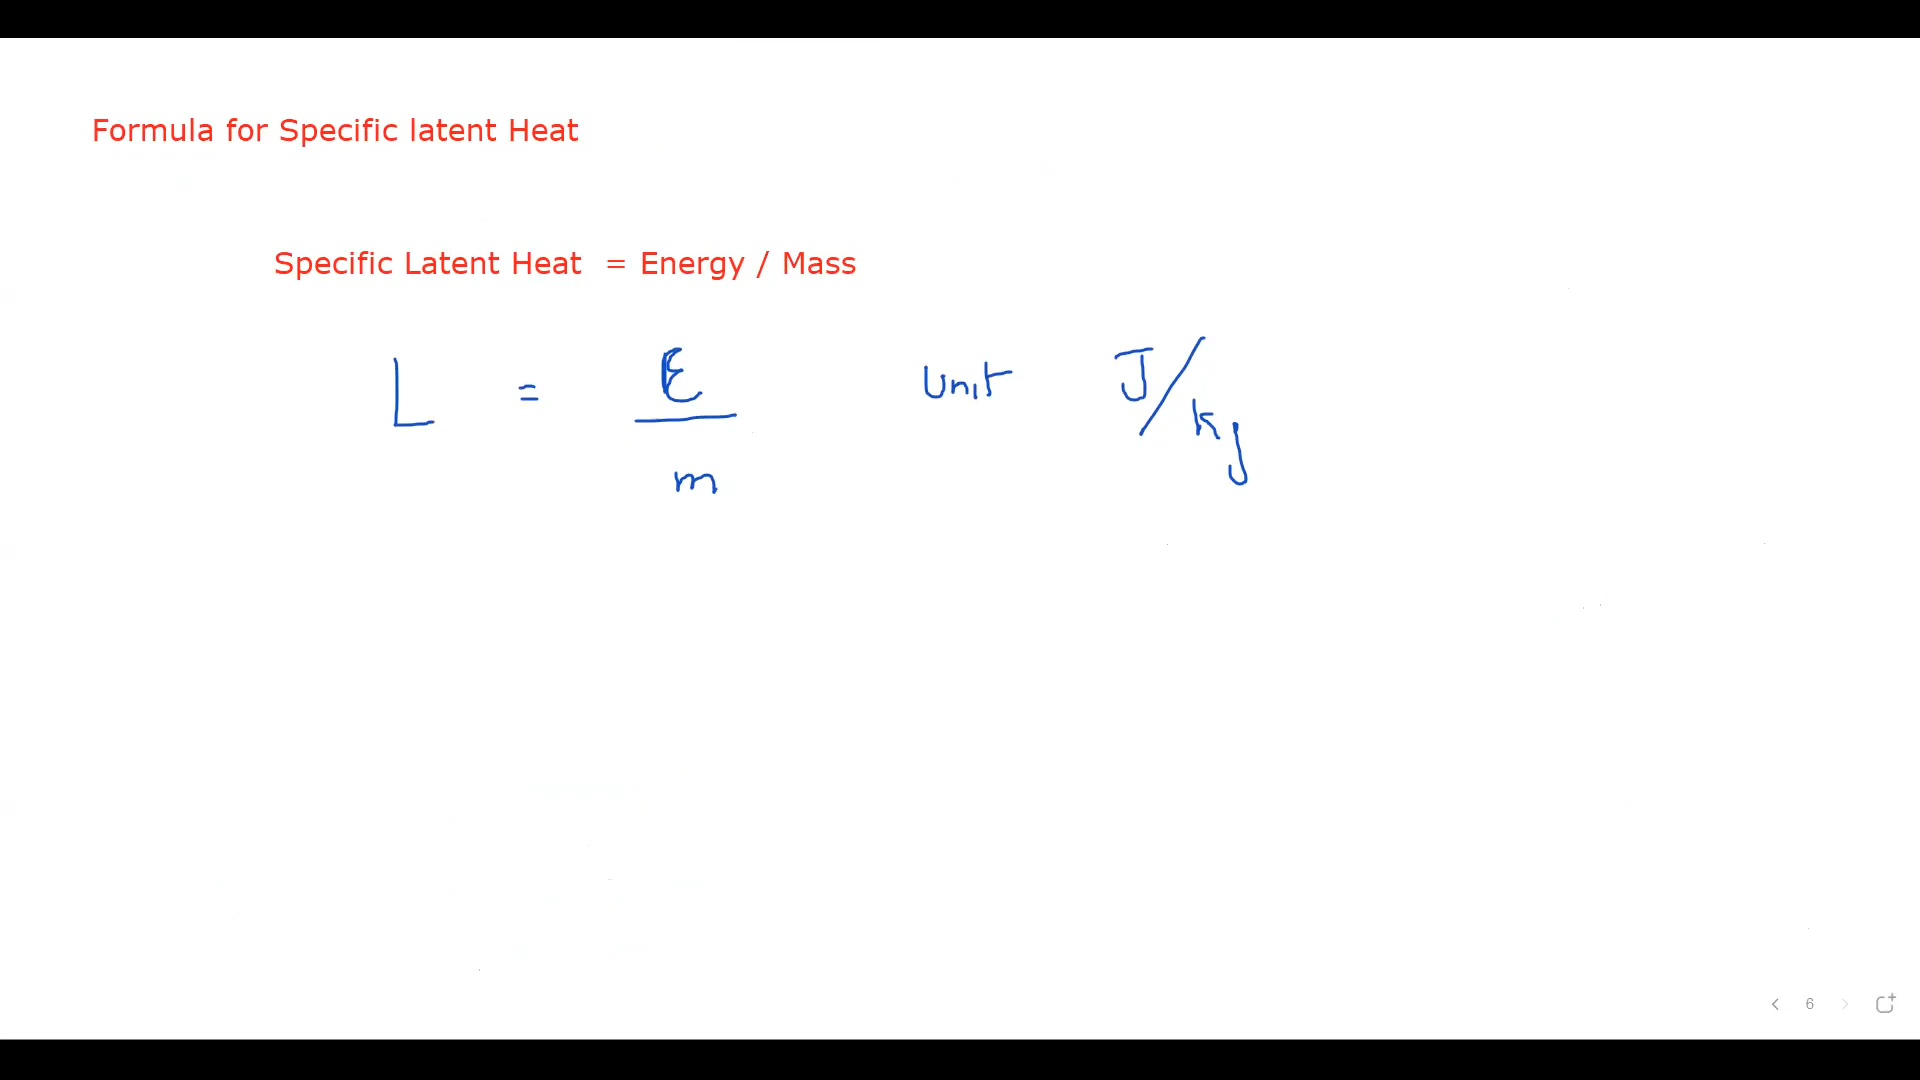 Formula for Specific latent Heat
Specific Latent Heat = Energy / Mass
L = E / m unit J/kg
6